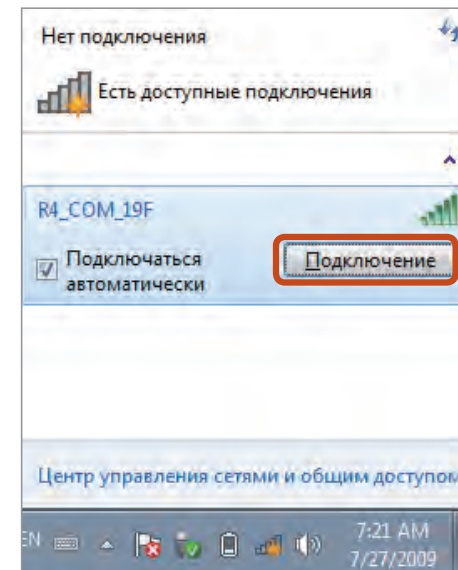 Нет подключения
Есть доступные подключения
R4_COM_19F
Подключаться
автоматически
Подключение
Центр управления сетями и общим доступом
EN
7:21 AM
7/27/2009